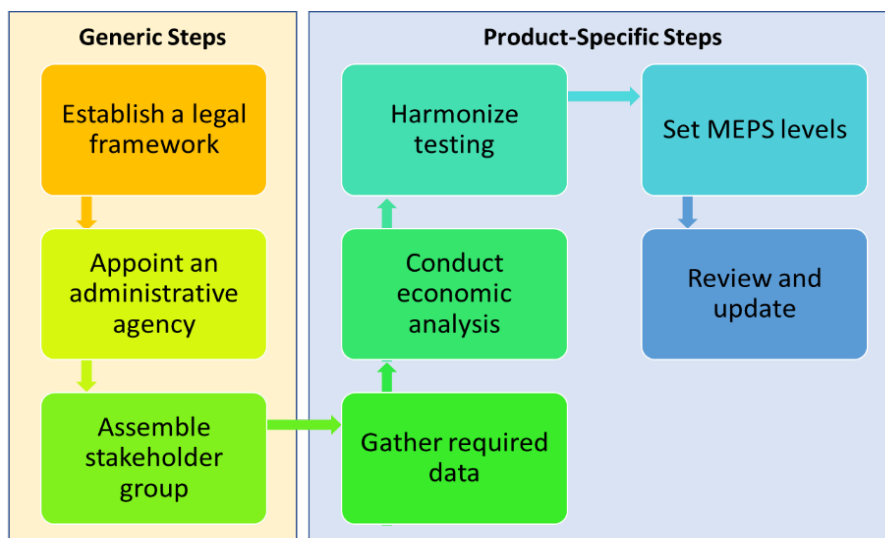 Generic Steps
Establish a legal
framework
Appoint an
administrative
agency
Assemble
stakeholder
group
Product-Specific Steps
Gather required
data
Conduct
economic
analysis
Harmonize
testing
Set MEPS levels
Review and
update